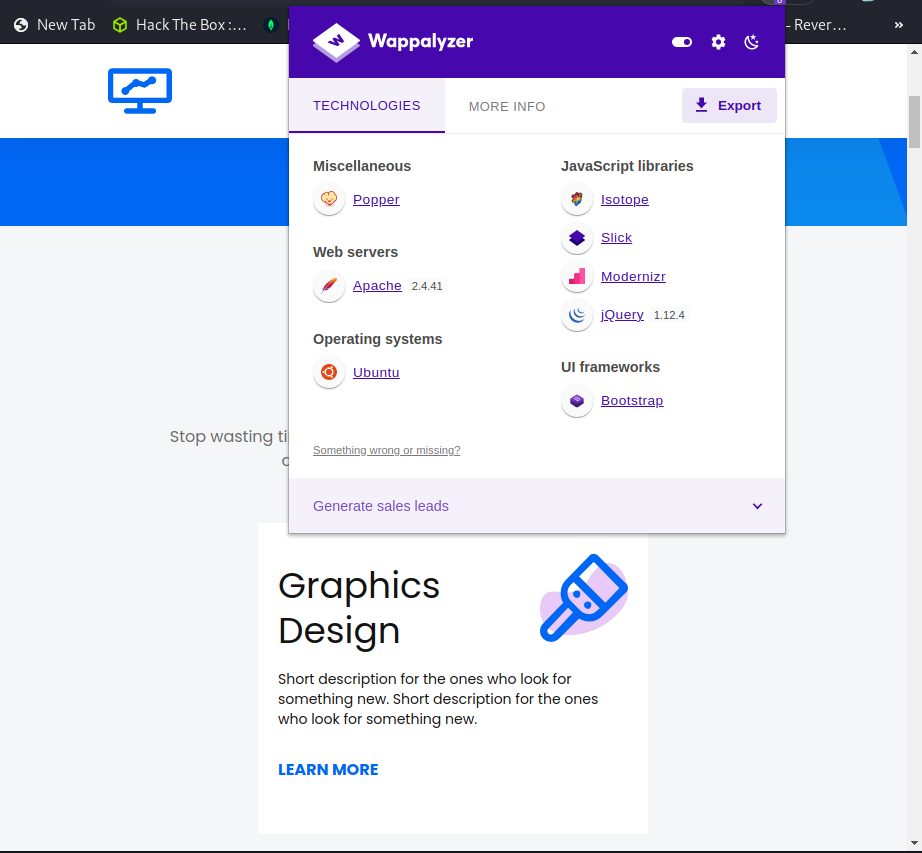 New Tab
Hack The Box :…
- Rever…
»
Wappalyzer
TECHNOLOGIES
MORE INFO
Export
Miscellaneous
Popper
Web servers
Apache 2.4.41
Operating systems
Ubuntu
JavaScript libraries
Isotope
Slick
Modernizr
jQuery 1.12.4
UI frameworks
Bootstrap
Something wrong or missing?
Generate sales leads
Stop wasting
Graphics
Design
Short description for the ones who look for
something new. Short description for the ones
who look for something new.
LEARN MORE